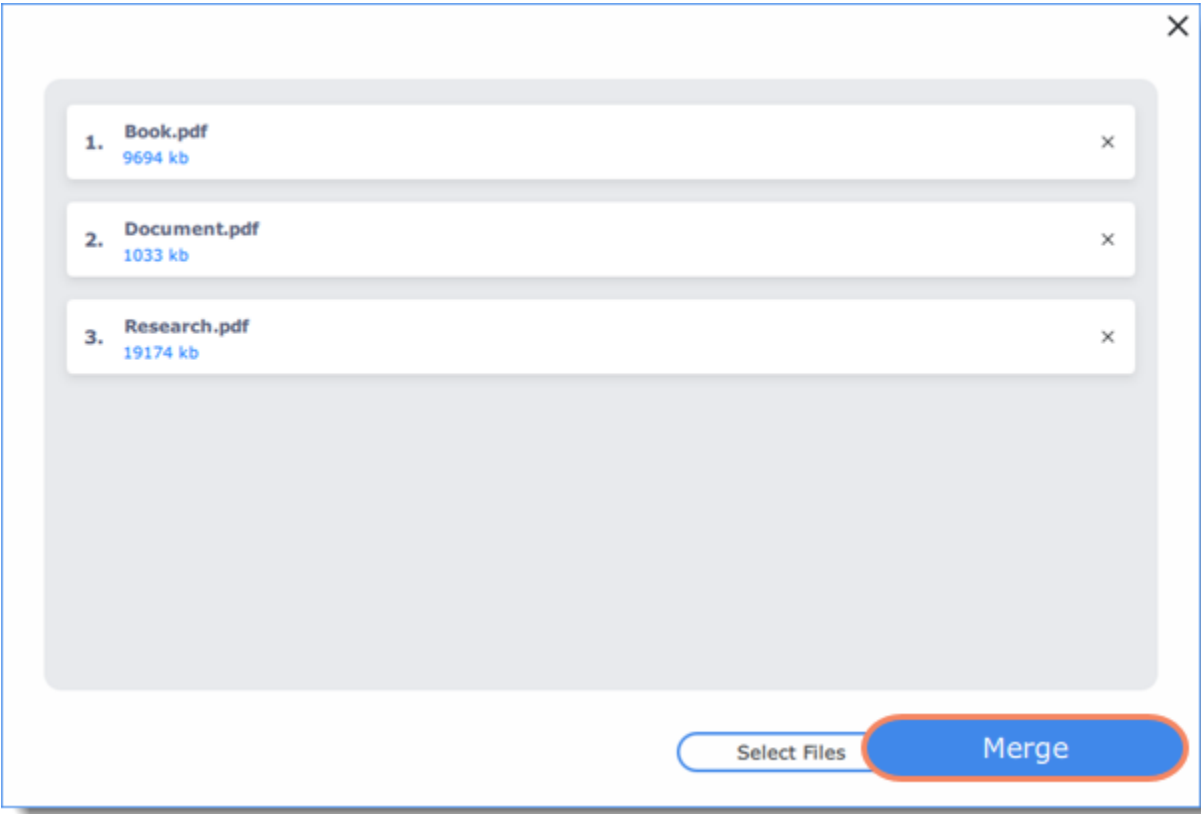 1.
Book.pdf
9694 kb
2.
Document.pdf
1033 kb
3.
Research.pdf
19174 kb
Select Files
Merge